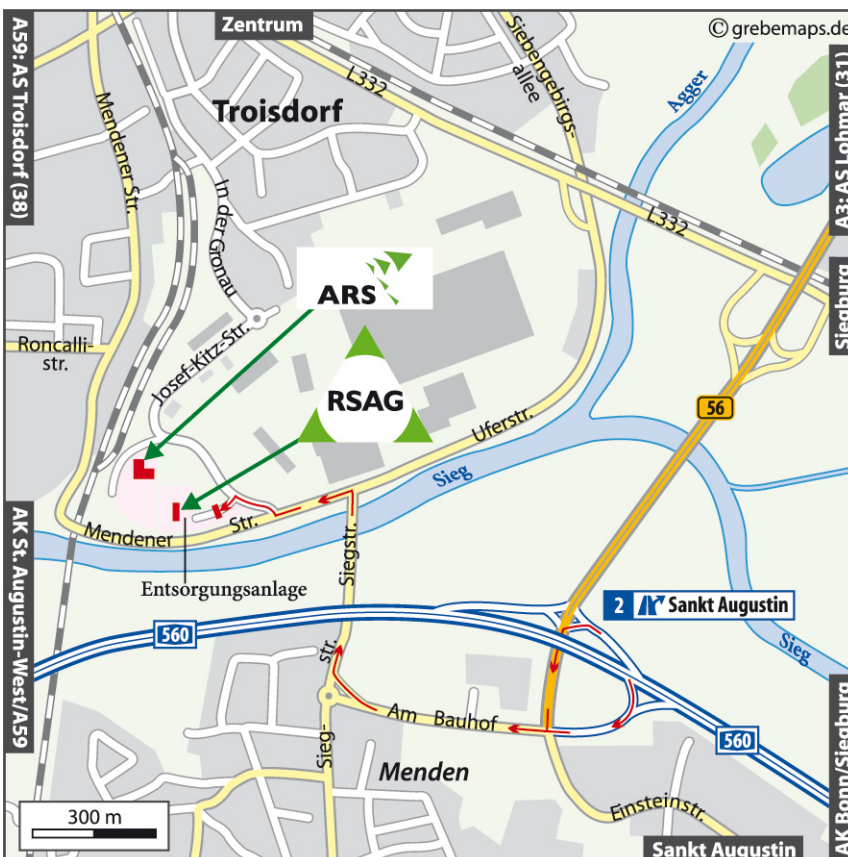 Zentrum
© grebemaps.de
A59: AS Troisdorf (38)
A3: AS Lohmar (31)
Siebengebirgs-
allee
L332
Agger
Troisdorf
Mendener Str.
In der Gronau
L332
ARS
Siegburg
Roncalli-
str.
Josef-Kitz-Str.
RSAG
56
Uferstr.
Sieg
Mendener
Str.
AK St. Augustin-West/A59
Siegstr.
Entsorgungsanlage
2 Sankt Augustin
560
Sieg
Sieg-
str.
Am Bauhof
560
AK Bonn/Siegburg
Menden
Einsteinstr.
300 m
Sankt Augustin